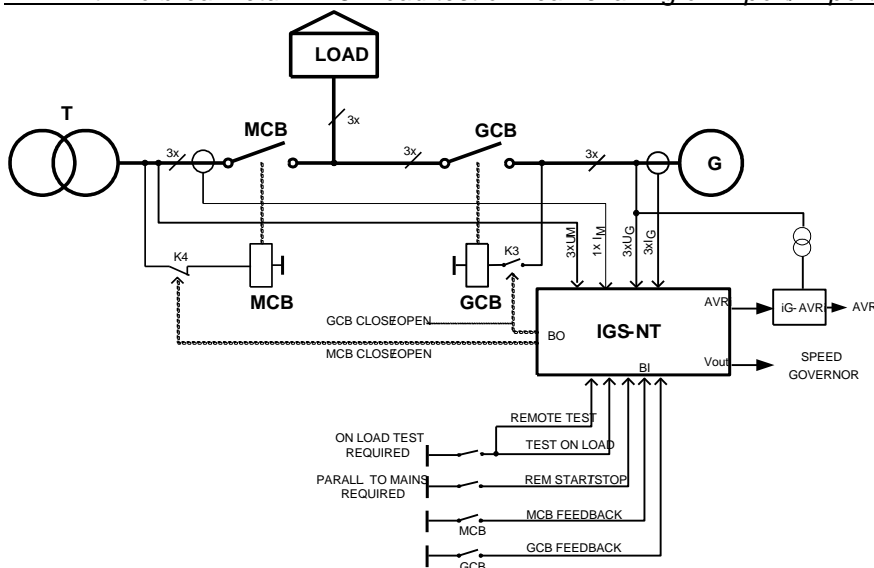 LOAD
T
MCB
3x
GCB
3x
3x
3x
G
K4
K3
3xUM
1x IM
3xUG
3xIG
MCB
GCB
GCB CLOSE/OPEN
MCB CLOSE/OPEN
BO
IGS-NT
AVRi
Vout
BI
iG-AVRi
AVR
SPEED
GOVERNOR
REMOTE TEST
ON LOAD TEST
REQUIRED
TEST ON LOAD
PARALL TO MAINS
REQUIRED
REM START/STOP
MCB FEEDBACK
MCB
GCB FEEDBACK
GCB